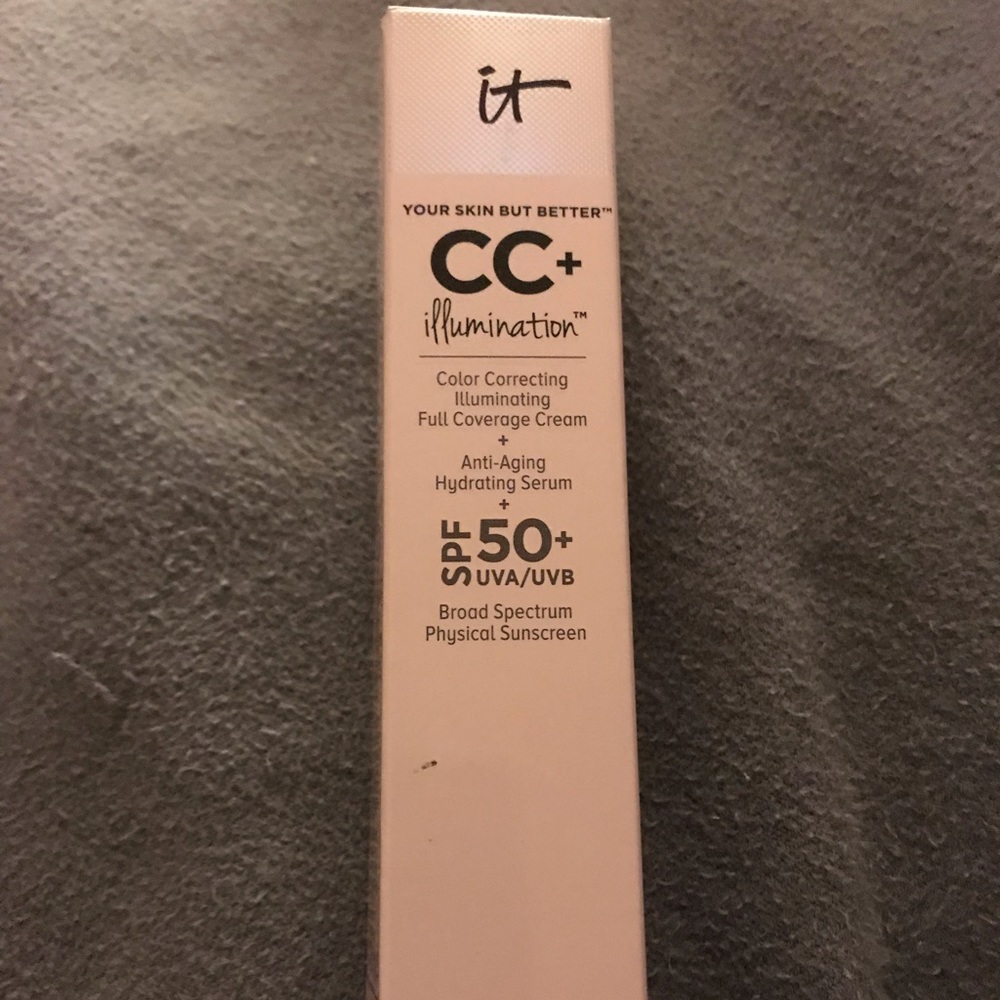 it
YOUR SKIN BUT BETTER™
CC+
illumination™
Color Correcting
Illuminating
Full Coverage Cream
+
Anti-Aging
Hydrating Serum
+
SPF 50+
UVA/UVB
Broad Spectrum
Physical Sunscreen